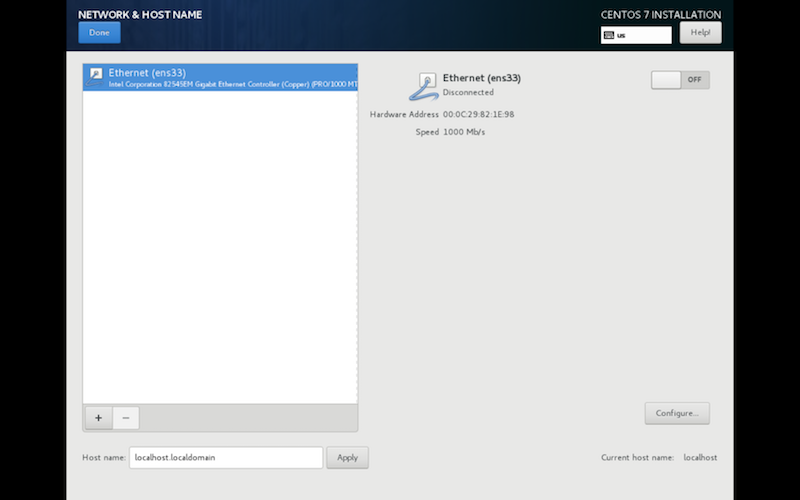 NETWORK & HOST NAME
CENTOS 7 INSTALLATION
Done
us
Help!
Ethernet (ens33)
Intel Corporation 82545EM Gigabit Ethernet Controller (Copper) (PRO/1000 MT
Ethernet (ens33)
Disconnected
OFF
Hardware Address 00:0C:29:82:1E:98
Speed 1000 Mb/s
+ −
Configure...
Host name: localhost.localdomain Apply
Current host name: localhost